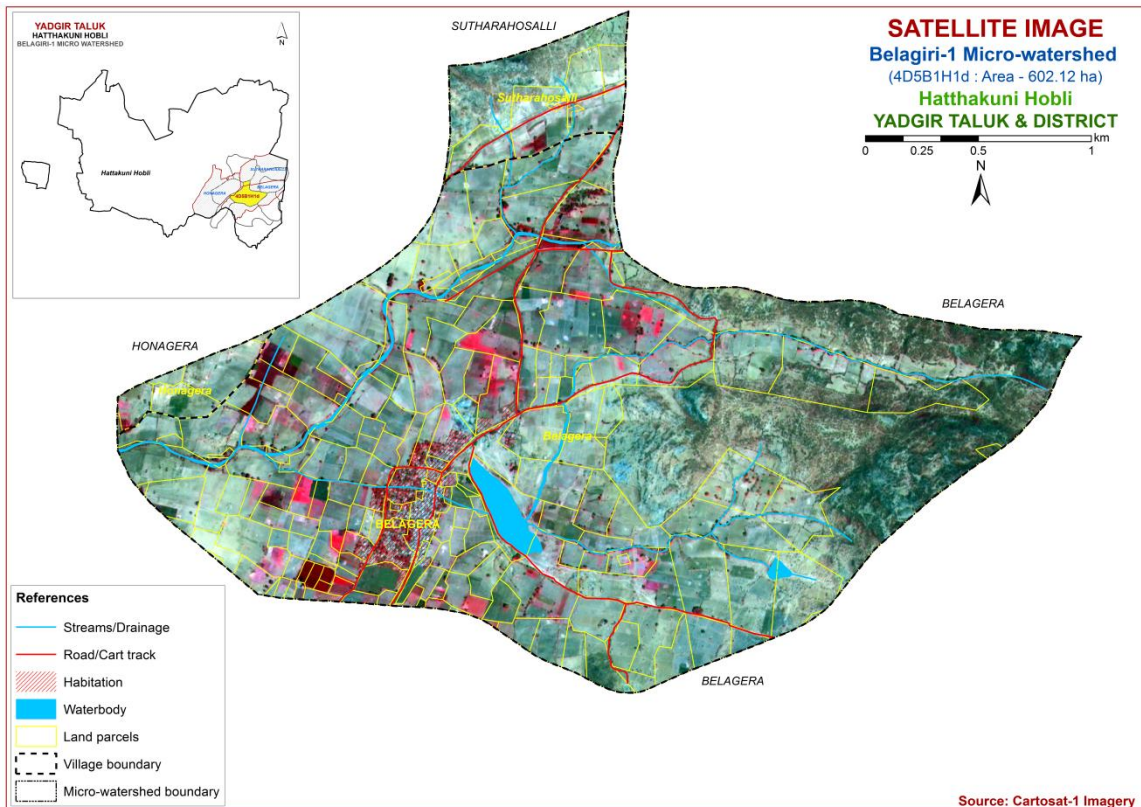 YADGIR TALUK
HATTHAKUNI HOBLI
BELAGIRI-1 MICRO WATERSHED
N
Hattakuni Hobli
HONAGERA
BELAGERA
4D5B1H1d
SUTHARAHOSALLI
SATELLITE IMAGE
Belagiri-1 Micro-watershed
(4D5B1H1d : Area - 602.12 ha)
Hatthakuni Hobli
YADGIR TALUK & DISTRICT
km
0 0.25 0.5 1
N
Sutharahosalli
BELAGERA
HONAGERA
Honagera
Belagera
BELAGERA
BELAGERA
References
Streams/Drainage
Road/Cart track
Habitation
Waterbody
Land parcels
Village boundary
Micro-watershed boundary
Source: Cartosat-1 Imagery